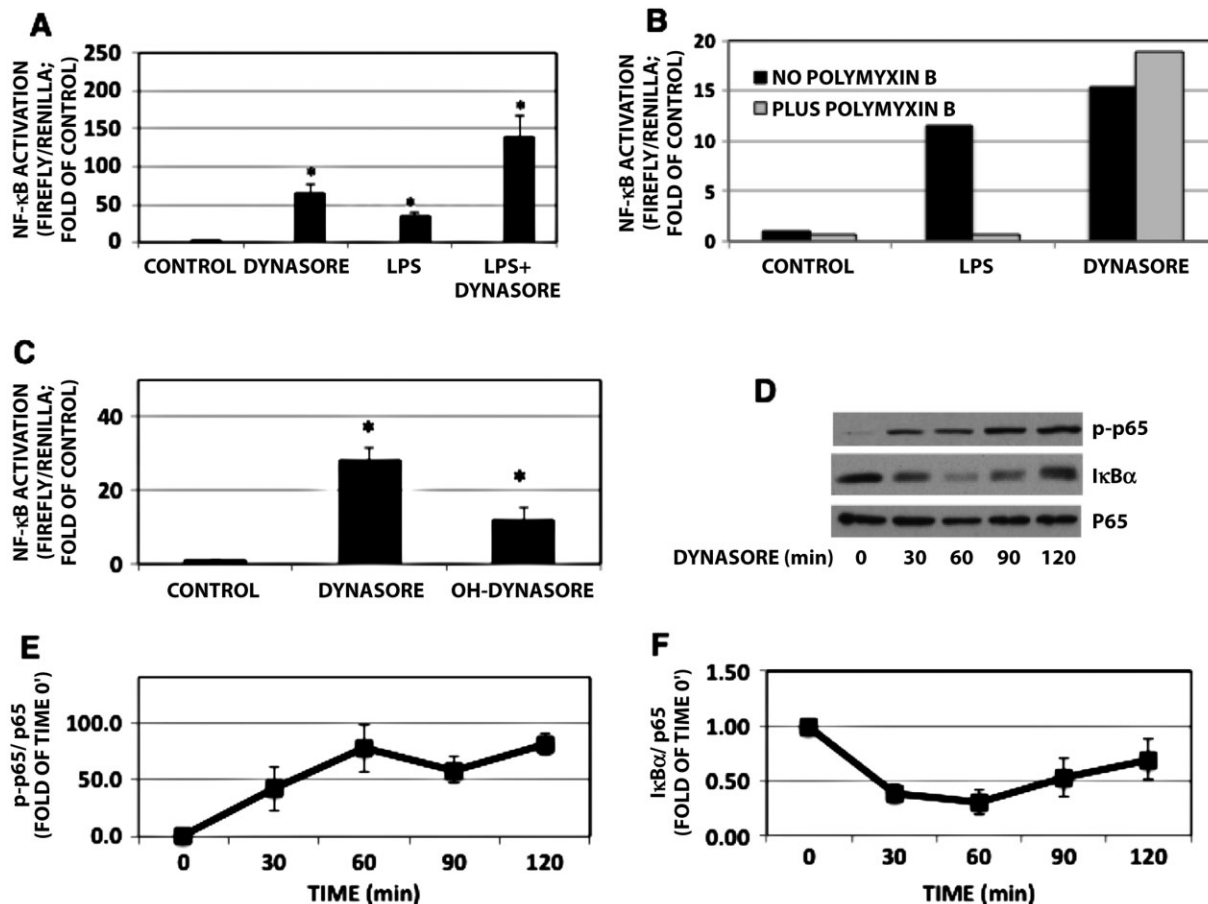 A
NF-κB ACTIVATION
(FIREFLY/RENILLA;
FOLD OF CONTROL)
250
200
150
100
50
0
* * *
CONTROL DYNASORE LPS LPS+
DYNASORE
B
NF-κB ACTIVATION
(FIREFLY/RENILLA;
FOLD OF CONTROL)
20
15
10
5
0
NO POLYMYXIN B
PLUS POLYMYXIN B
CONTROL LPS DYNASORE
C
NF-κB ACTIVATION
(FIREFLY/RENILLA;
FOLD OF CONTROL)
40
20
0
* *
CONTROL DYNASORE OH-DYNASORE
D
p-p65
IκBα
P65
DYNASORE (min) 0 30 60 90 120
E
p-p65/ p65
(FOLD OF TIME 0')
100.0
50.0
0.0
0 30 60 90 120
TIME (min)
F
IκBα/ p65
(FOLD OF TIME 0')
1.50
1.00
0.50
0.00
0 30 60 90 120
TIME (min)